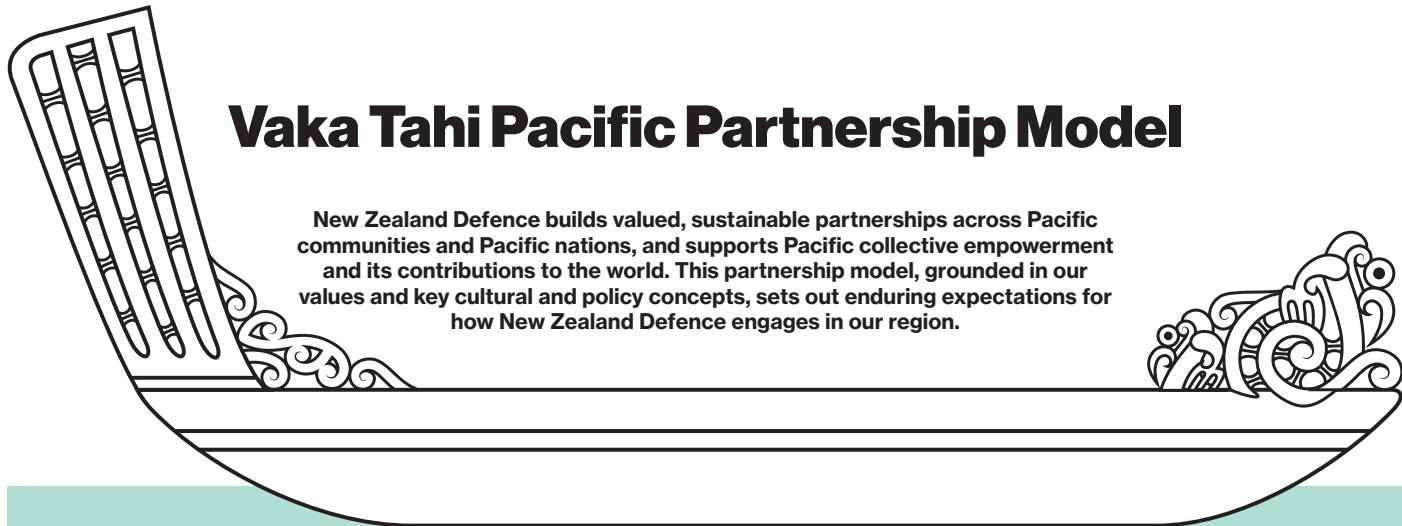 Vaka Tahi Pacific Partnership Model
New Zealand Defence builds valued, sustainable partnerships across Pacific
communities and Pacific nations, and supports Pacific collective empowerment
and its contributions to the world. This partnership model, grounded in our
values and key cultural and policy concepts, sets out enduring expectations for
how New Zealand Defence engages in our region.